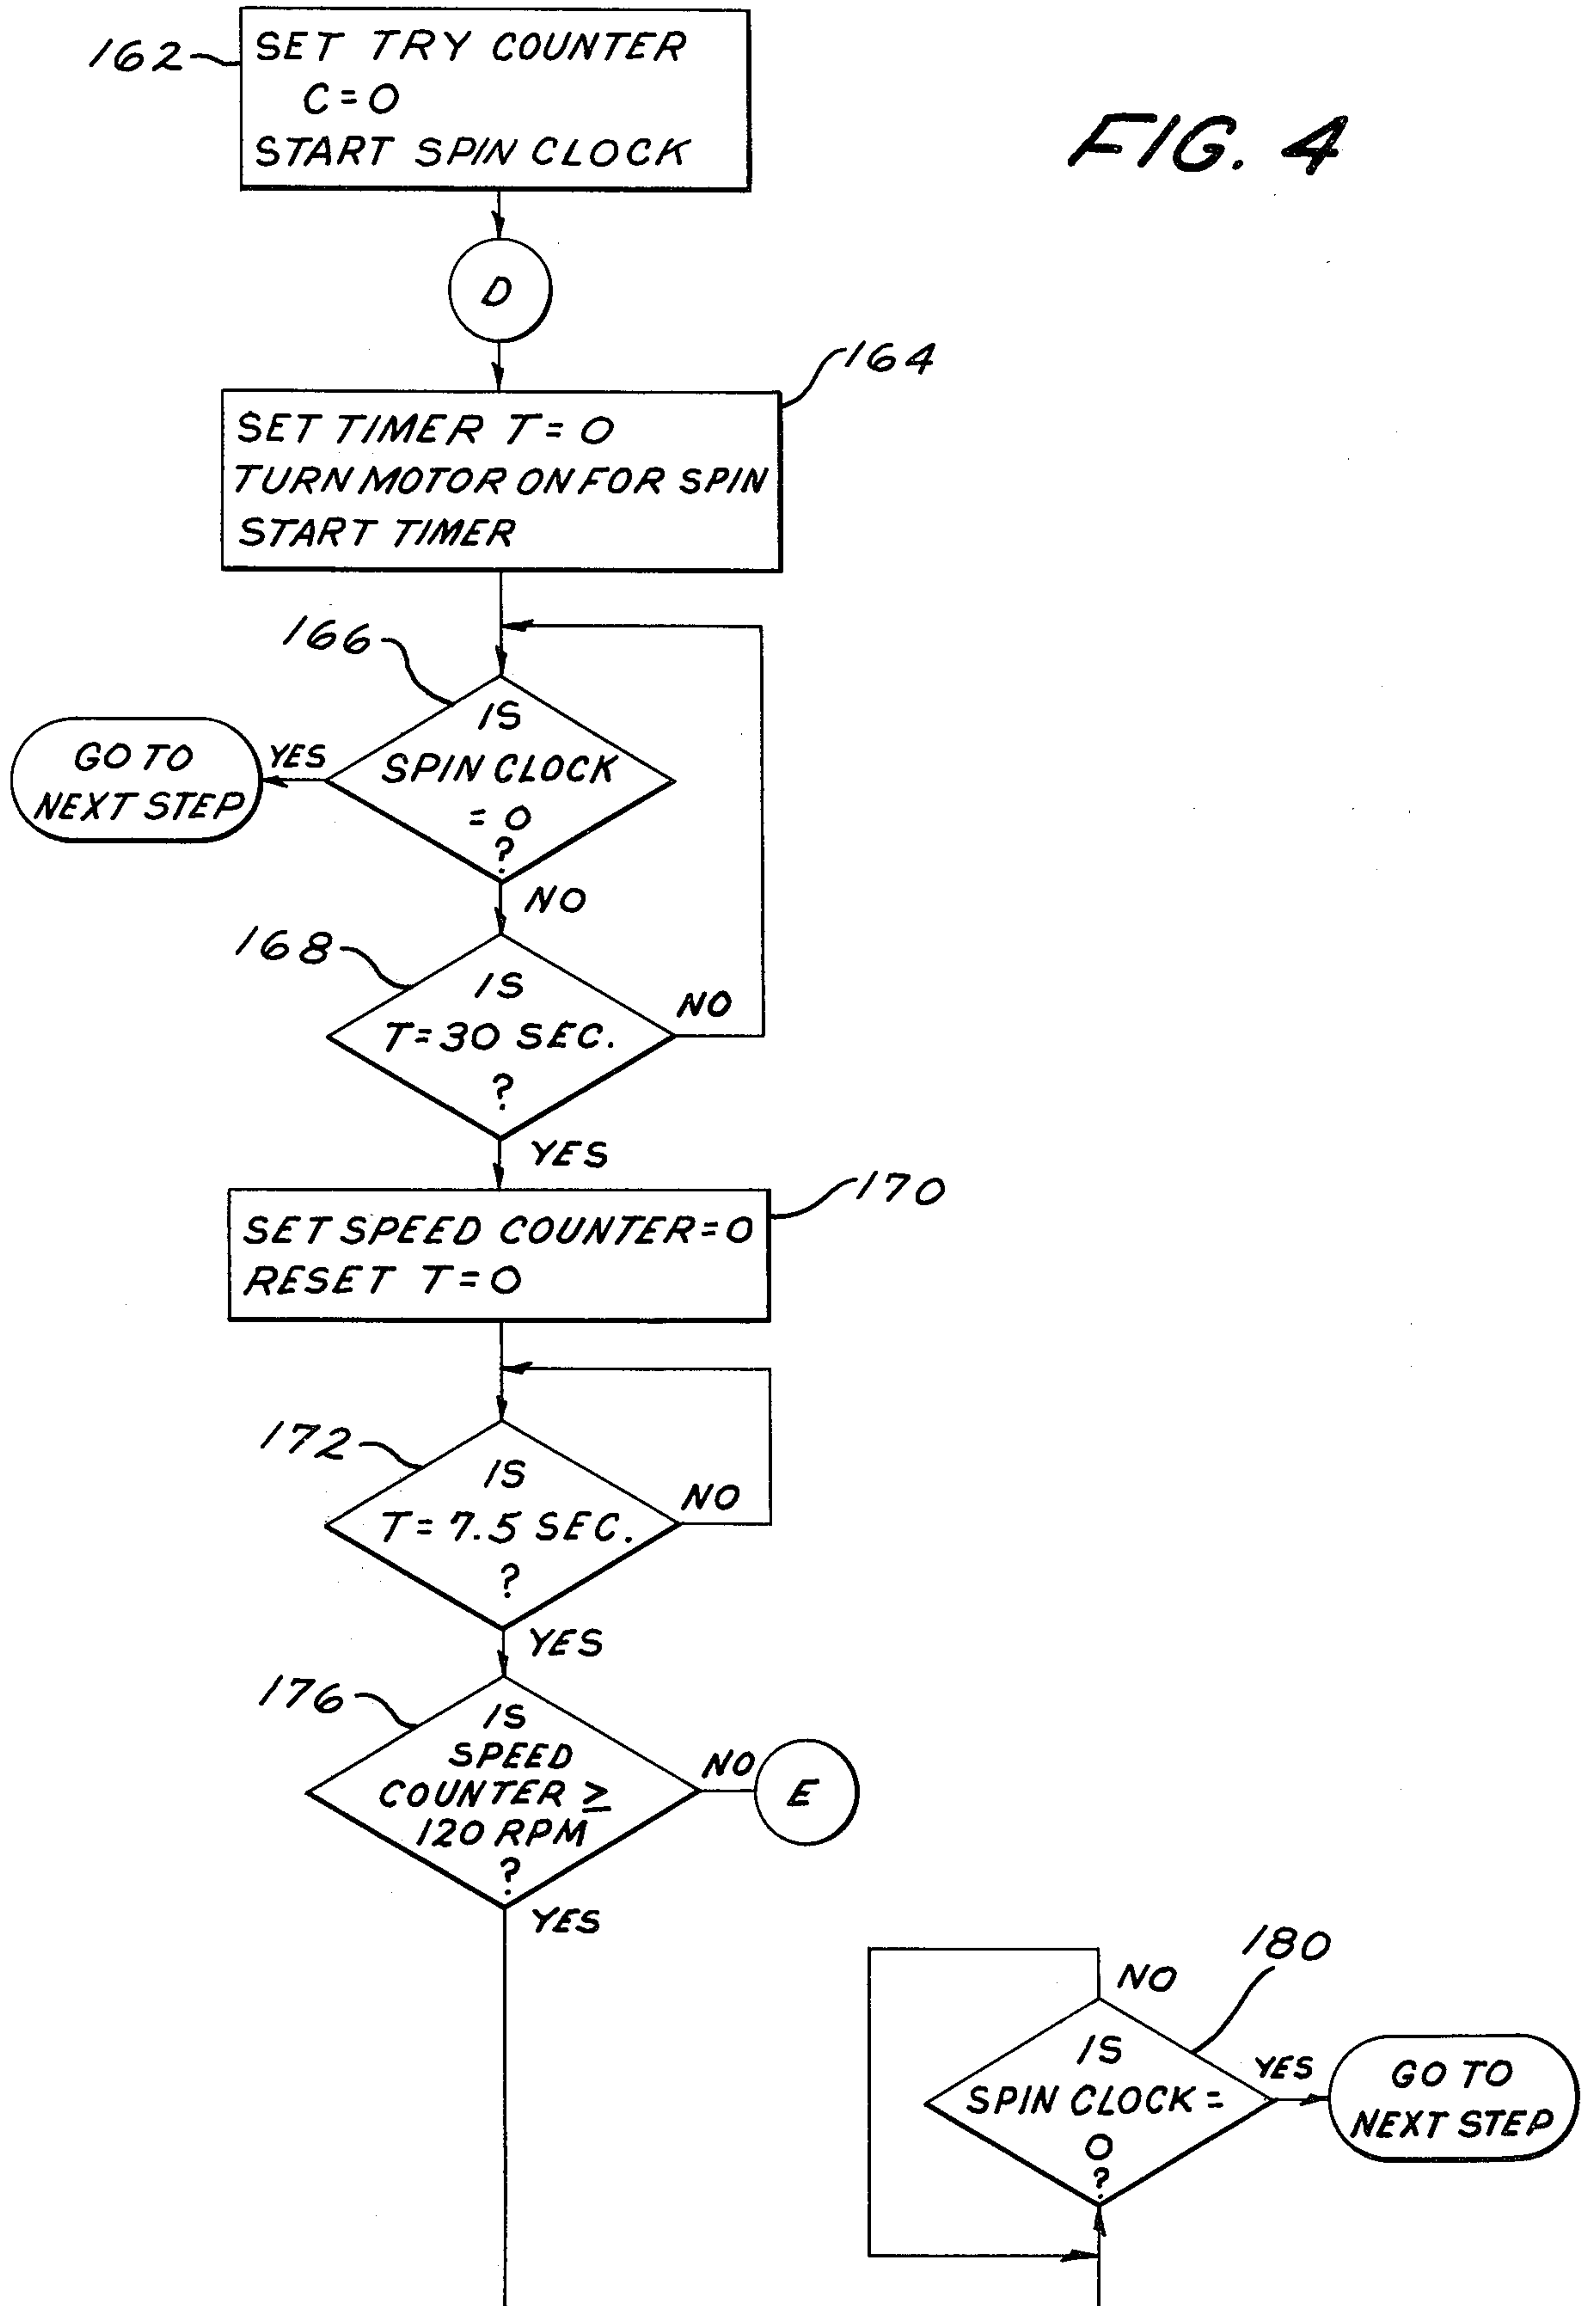 162
SET TRY COUNTER
C=0
START SPIN CLOCK
FIG. 4
D
164
SET TIMER T=0
TURN MOTOR ON FOR SPIN
START TIMER
166
IS
SPIN CLOCK
= 0
?
YES
GO TO
NEXT STEP
NO
168
IS
T=30 SEC.
?
NO
YES
170
SET SPEED COUNTER=0
RESET T=0
172
IS
T=7.5 SEC.
?
NO
YES
176
IS
SPEED
COUNTER ≥
120 RPM
?
NO
E
YES
180
NO
IS
SPIN CLOCK =
0
?
YES
GO TO
NEXT STEP